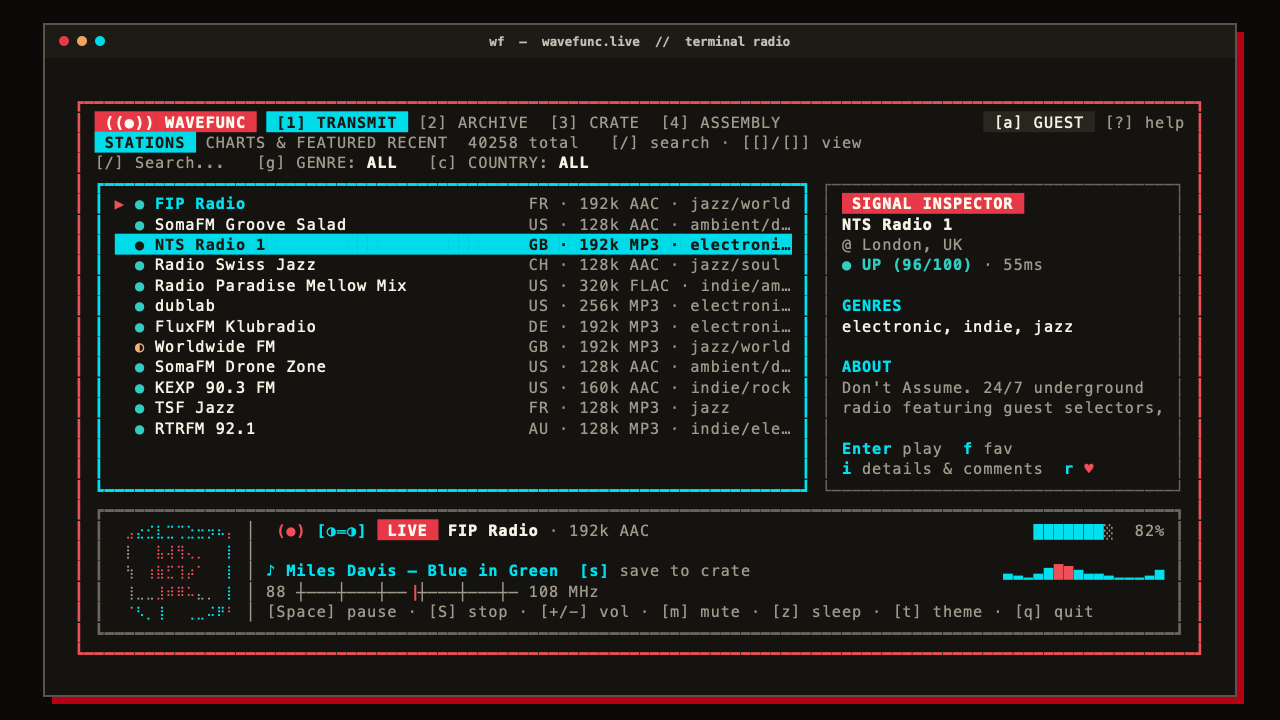 wf — wavefunc.live // terminal radio
((●)) WAVEFUNC [1] TRANSMIT [2] ARCHIVE [3] CRATE [4] ASSEMBLY [a] GUEST [?] help
STATIONS CHARTS & FEATURED RECENT 40258 total [/] search · [[]/[]] view
[/] Search... [g] GENRE: ALL [c] COUNTRY: ALL
▶ ● FIP Radio FR · 192k AAC · jazz/world
● SomaFM Groove Salad US · 128k AAC · ambient/d…
● NTS Radio 1 GB · 192k MP3 · electroni…
● Radio Swiss Jazz CH · 128k AAC · jazz/soul
● Radio Paradise Mellow Mix US · 320k FLAC · indie/am…
● dublab US · 256k MP3 · electroni…
● FluxFM Klubradio DE · 192k MP3 · electroni…
◐ Worldwide FM GB · 192k MP3 · jazz/world
● SomaFM Drone Zone US · 128k AAC · ambient/d…
● KEXP 90.3 FM US · 160k AAC · indie/rock
● TSF Jazz FR · 128k MP3 · jazz
● RTRFM 92.1 AU · 128k MP3 · indie/ele…
SIGNAL INSPECTOR
NTS Radio 1
@ London, UK
● UP (96/100) · 55ms
GENRES
electronic, indie, jazz
ABOUT
Don't Assume. 24/7 underground
radio featuring guest selectors,
Enter play f fav
i details & comments r ♥
(●) [◑=◑] LIVE FIP Radio · 192k AAC 82%
♪ Miles Davis — Blue in Green [s] save to crate
88 108 MHz
[Space] pause · [S] stop · [+/−] vol · [m] mute · [z] sleep · [t] theme · [q] quit